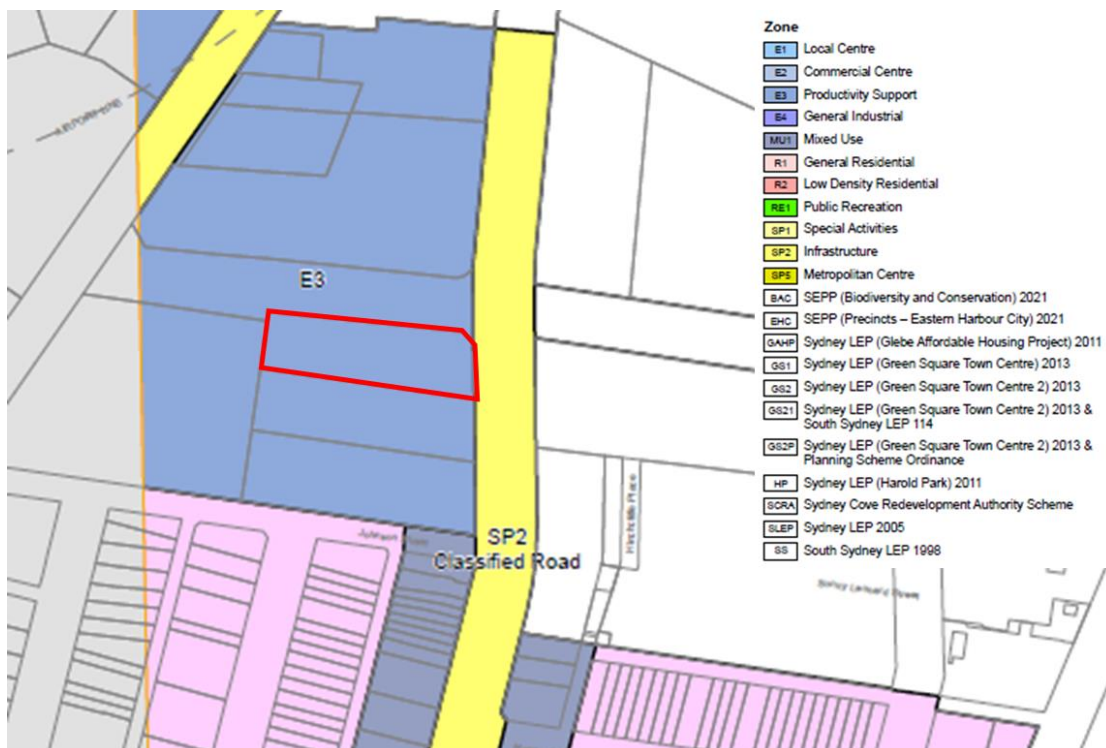 AIRPORT LINE
E3
SP2
Classified Road
Johnson Street
Hinchcliffe Place
Zone
E1 Local Centre
E2 Commercial Centre
E3 Productivity Support
E4 General Industrial
MU1 Mixed Use
R1 General Residential
R2 Low Density Residential
RE1 Public Recreation
SP1 Special Activities
SP2 Infrastructure
SP5 Metropolitan Centre
BAC SEPP (Biodiversity and Conservation) 2021
EHC SEPP (Precincts – Eastern Harbour City) 2021
GAHP Sydney LEP (Glebe Affordable Housing Project) 2011
GS1 Sydney LEP (Green Square Town Centre) 2013
GS2 Sydney LEP (Green Square Town Centre 2) 2013
GS21 Sydney LEP (Green Square Town Centre 2) 2013 &
South Sydney LEP 114
GS2P Sydney LEP (Green Square Town Centre 2) 2013 &
Planning Scheme Ordinance
HP Sydney LEP (Harold Park) 2011
SCRA Sydney Cove Redevelopment Authority Scheme
SLEP Sydney LEP 2005
SS South Sydney LEP 1998